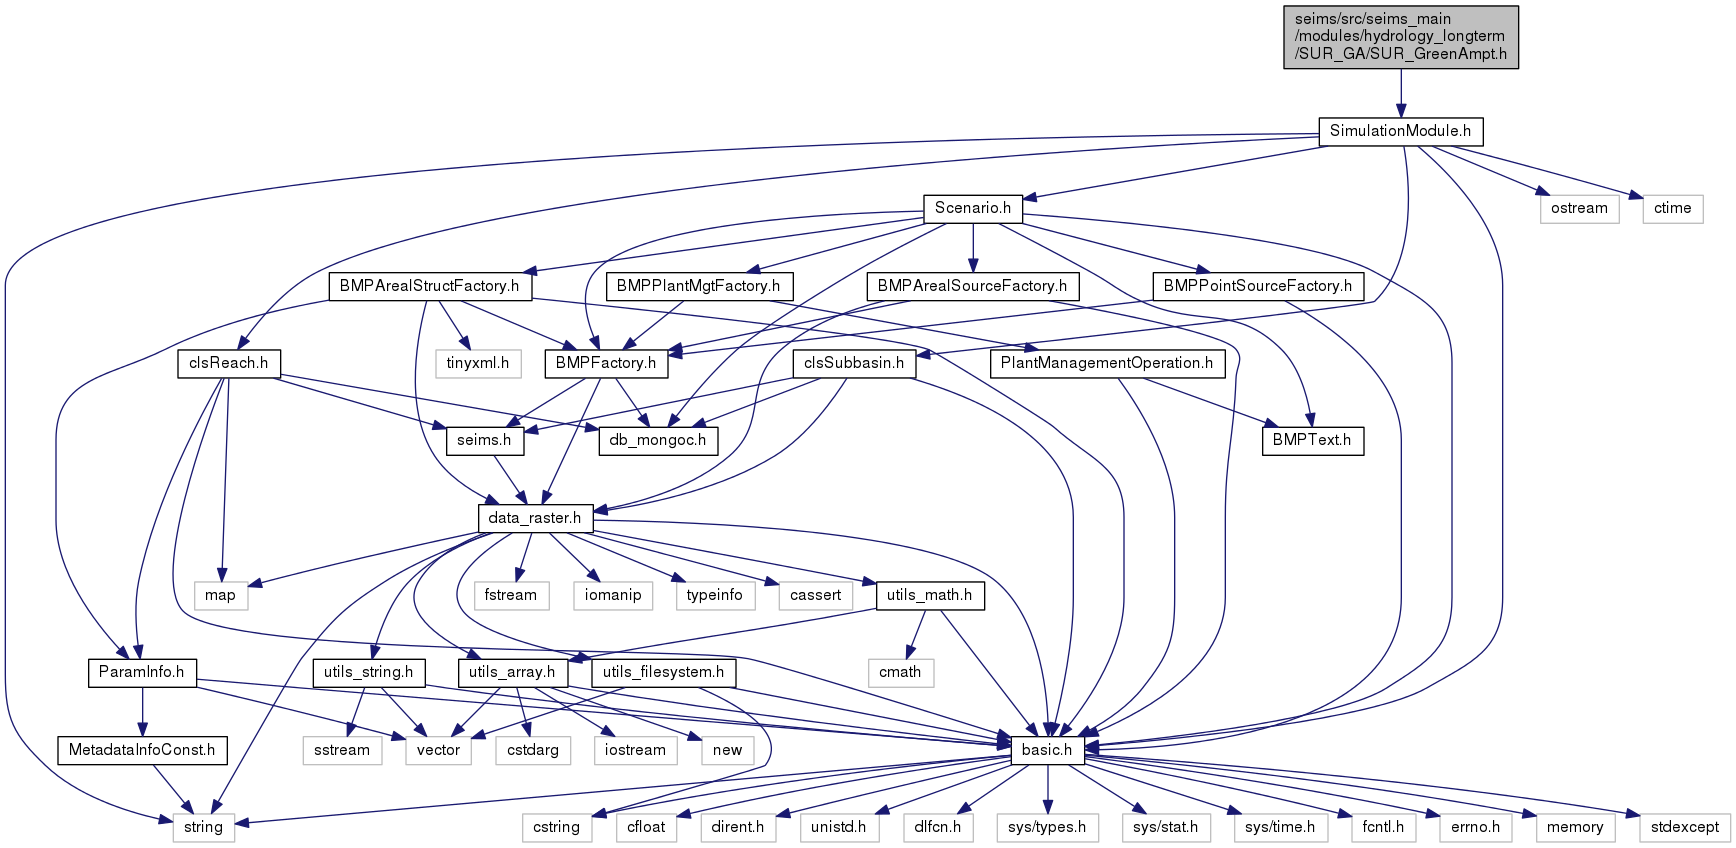 seims/src/seims_main
/modules/hydrology_longterm
/SUR_GA/SUR_GreenAmpt.h
SimulationModule.h
Scenario.h
ostream
ctime
BMPArealStructFactory.h
BMPPlantMgtFactory.h
BMPArealSourceFactory.h
BMPPointSourceFactory.h
clsReach.h
tinyxml.h
BMPFactory.h
clsSubbasin.h
PlantManagementOperation.h
seims.h
db_mongoc.h
BMPText.h
data_raster.h
map
fstream
iomanip
typeinfo
cassert
utils_math.h
ParamInfo.h
utils_string.h
utils_array.h
utils_filesystem.h
cmath
MetadataInfoConst.h
sstream
vector
cstdarg
iostream
new
basic.h
string
cstring
cfloat
dirent.h
unistd.h
dlfcn.h
sys/types.h
sys/stat.h
sys/time.h
fcntl.h
errno.h
memory
stdexcept